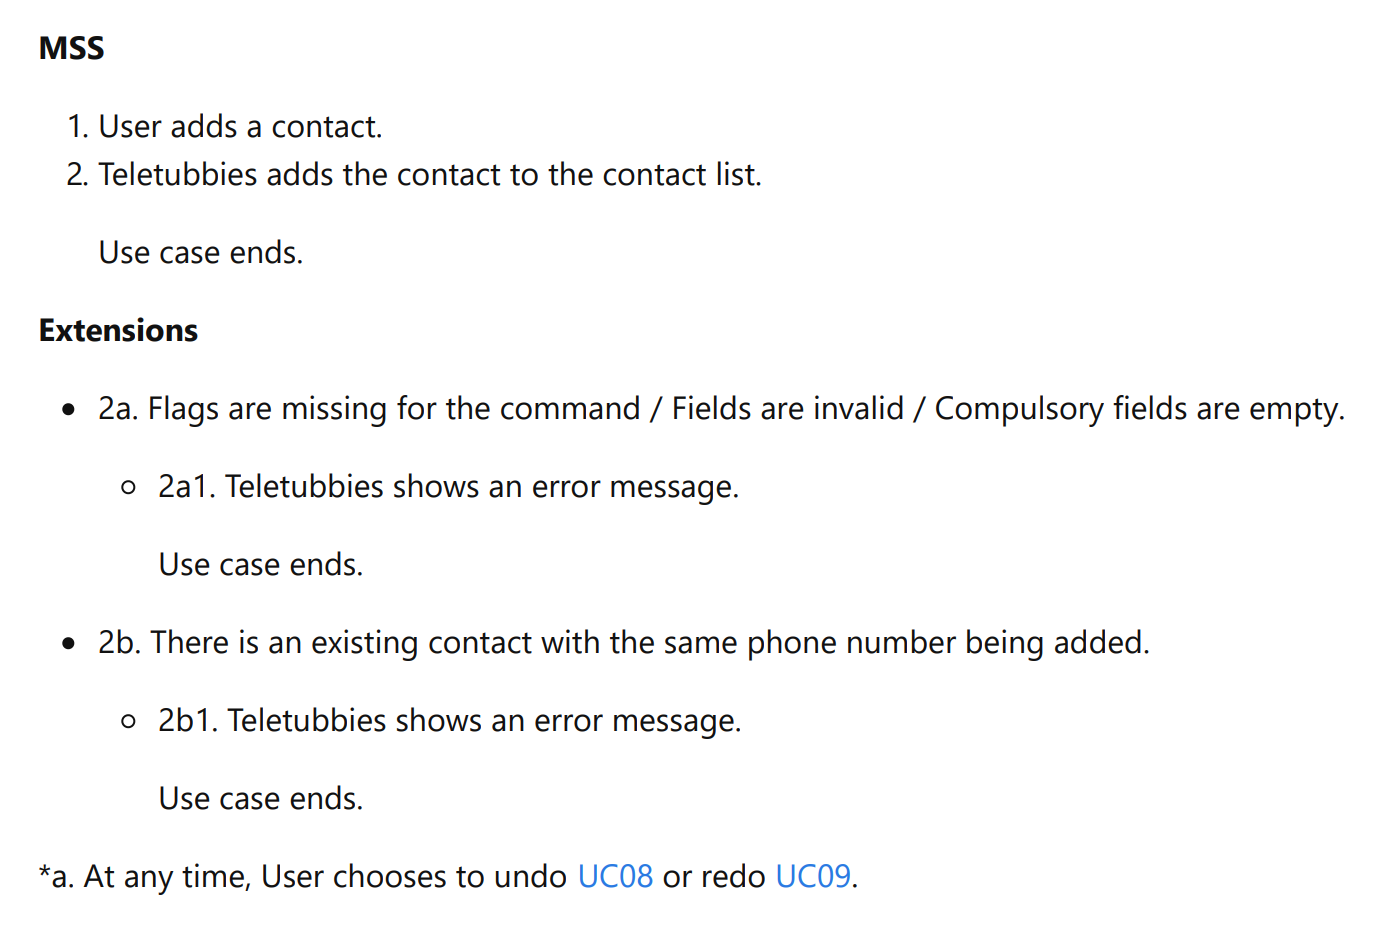 MSS
1. User adds a contact.
2. Teletubbies adds the contact to the contact list.
Use case ends.
Extensions
• 2a. Flags are missing for the command / Fields are invalid / Compulsory fields are empty.
◦ 2a1. Teletubbies shows an error message.
Use case ends.
• 2b. There is an existing contact with the same phone number being added.
◦ 2b1. Teletubbies shows an error message.
Use case ends.
*a. At any time, User chooses to undo UC08 or redo UC09.